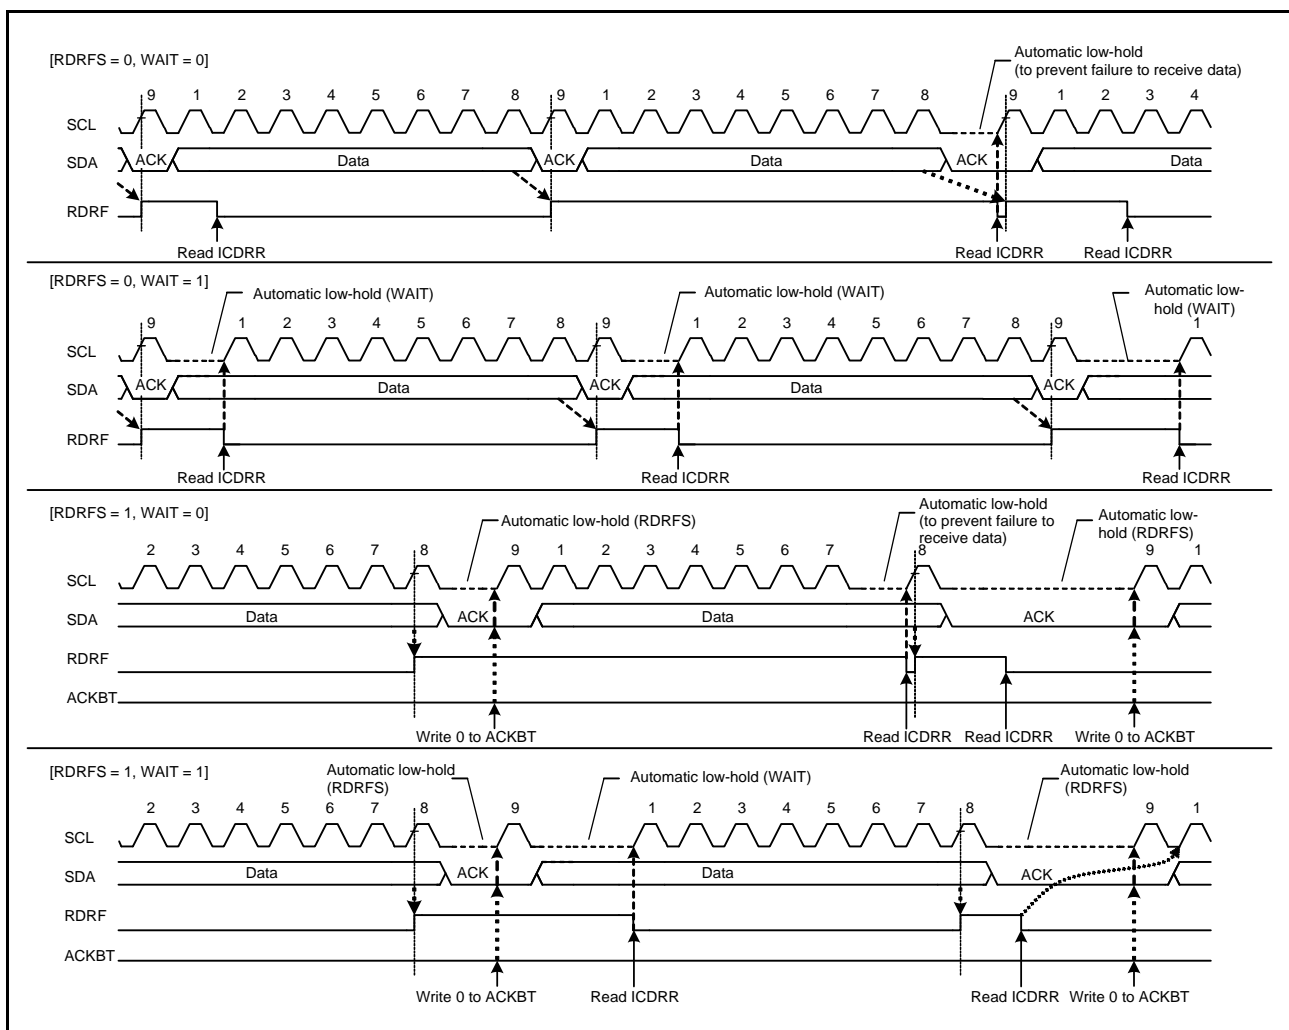 [RDRFS = 0, WAIT = 0]
Automatic low-hold
(to prevent failure to receive data)
9 1 2 3 4 5 6 7 8 9 1 2 3 4 5 6 7 8 9 1 2 3 4
SCL
SDA ACK Data ACK Data ACK Data
RDRF
Read ICDRR Read ICDRR Read ICDRR
[RDRFS = 0, WAIT = 1]
Automatic low-hold (WAIT) Automatic low-hold (WAIT)
Automatic low-
hold (WAIT)
9 1 2 3 4 5 6 7 8 9 1 2 3 4 5 6 7 8 9 1
SCL
SDA ACK Data ACK Data ACK
RDRF
Read ICDRR Read ICDRR Read ICDRR
[RDRFS = 1, WAIT = 0]
Automatic low-hold (RDRFS)
Automatic low-hold
(to prevent failure to
receive data)
Automatic low-
hold (RDRFS)
2 3 4 5 6 7 8 9 1 2 3 4 5 6 7 8 9 1
SCL
SDA Data ACK Data ACK
RDRF
ACKBT
Write 0 to ACKBT Read ICDRR Read ICDRR Write 0 to ACKBT
[RDRFS = 1, WAIT = 1]
Automatic low-hold
(RDRFS)
Automatic low-hold (WAIT)
Automatic low-hold
(RDRFS)
2 3 4 5 6 7 8 9 1 2 3 4 5 6 7 8 9 1
SCL
SDA Data ACK Data ACK
RDRF
ACKBT
Write 0 to ACKBT Read ICDRR Read ICDRR Write 0 to ACKBT